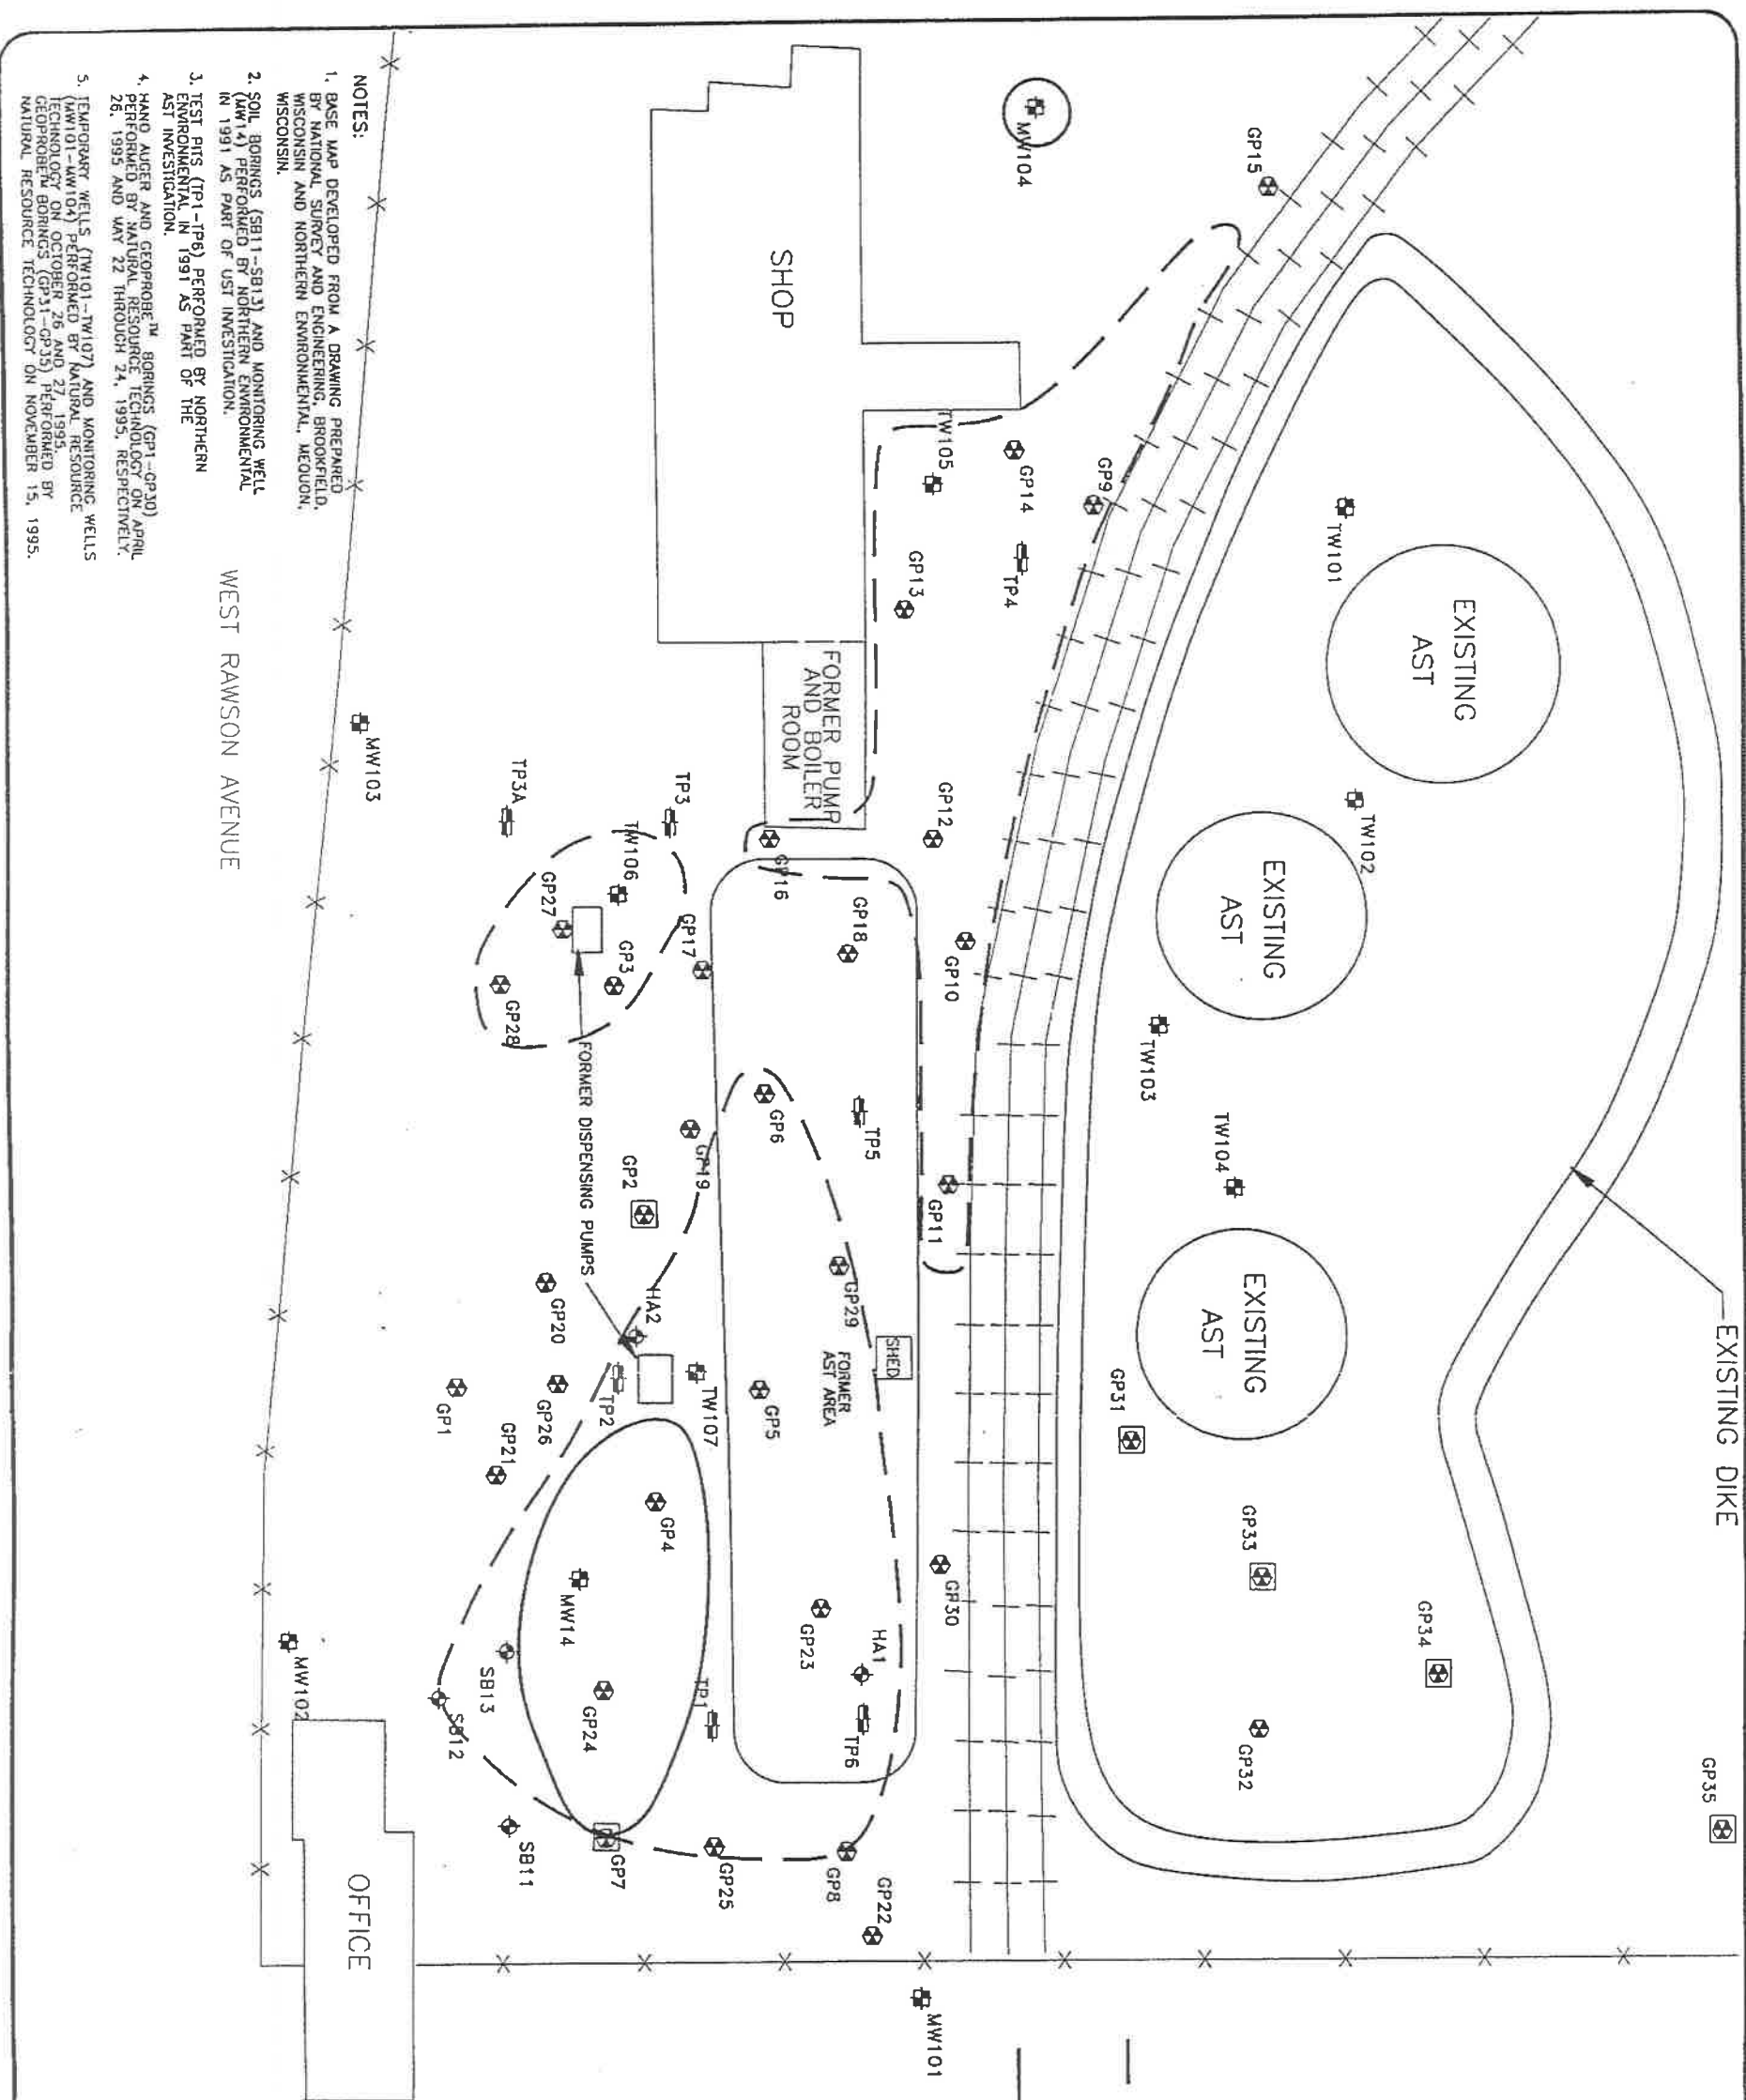 EXISTING DIKE
GP35
GP15
MW104
TW101
EXISTING
AST
TW102
EXISTING
AST
TW103
TW104
EXISTING
AST
GP31
GP33
GP34
GP32
SHOP
TW105
GP14
GP9
TP4
GP13
FORMER PUMP
AND BOILER
ROOM
GP12
GP10
GP16
GP18
GP17
TP5
GP6
GP11
GP19
GP29
SHED
FORMER
AST AREA
GP5
GP30
GP23
HA1
TP6
GP8
GP22
MW101
TP3
TP3A
TW106
GP27
GP3
GP28
FORMER DISPENSING PUMPS
GP2
HA2
GP20
TP2
TW107
GP26
GP1
GP21
GP4
MW14
GP24
TP1
SB13
SB12
SB11
GP7
GP25
MW103
MW102
OFFICE
WEST RAWSON AVENUE
NOTES:
1. BASE MAP DEVELOPED FROM A DRAWING PREPARED
BY NATIONAL SURVEY AND ENGINEERING, BROOKFIELD,
WISCONSIN AND NORTHERN ENVIRONMENTAL, MEQUON,
WISCONSIN.
2. SOIL BORINGS (SB11-SB13) AND MONITORING WELL
(MW14) PERFORMED BY NORTHERN ENVIRONMENTAL
IN 1991 AS PART OF UST INVESTIGATION.
3. TEST PITS (TP1-TP6) PERFORMED BY NORTHERN
ENVIRONMENTAL IN 1991 AS PART OF THE
AST INVESTIGATION.
4. HAND AUGER AND GEOPROBE™ BORINGS (GP1-GP30)
PERFORMED BY NATURAL RESOURCE TECHNOLOGY ON APRIL
26, 1995 AND MAY 22 THROUGH 24, 1995, RESPECTIVELY.
5. TEMPORARY WELLS (TW101-TW107) AND MONITORING WELLS
(MW101-MW104) PERFORMED BY NATURAL RESOURCE
TECHNOLOGY ON OCTOBER 26 AND 27, 1995.
GEOPROBE™ BORINGS (GP31-GP35) PERFORMED BY
NATURAL RESOURCE TECHNOLOGY ON NOVEMBER 15, 1995.